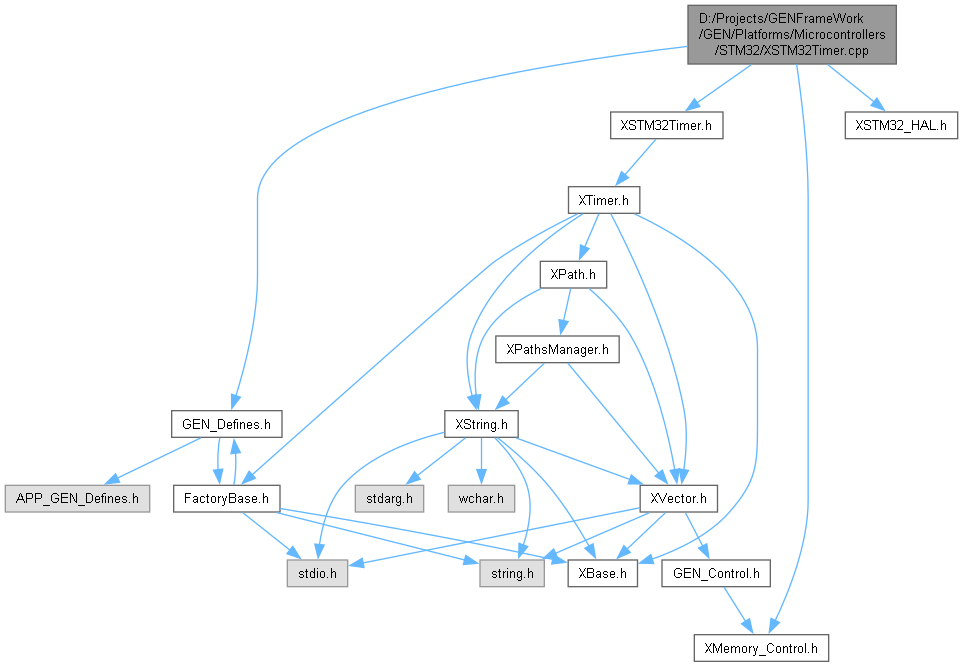 D:/Projects/GENFrameWork
/GEN/Platforms/Microcontrollers
/STM32/XSTM32Timer.cpp
XSTM32Timer.h
XSTM32_HAL.h
XTimer.h
XPath.h
XPathsManager.h
GEN_Defines.h
XString.h
APP_GEN_Defines.h
FactoryBase.h
stdarg.h
wchar.h
XVector.h
stdio.h
string.h
XBase.h
GEN_Control.h
XMemory_Control.h